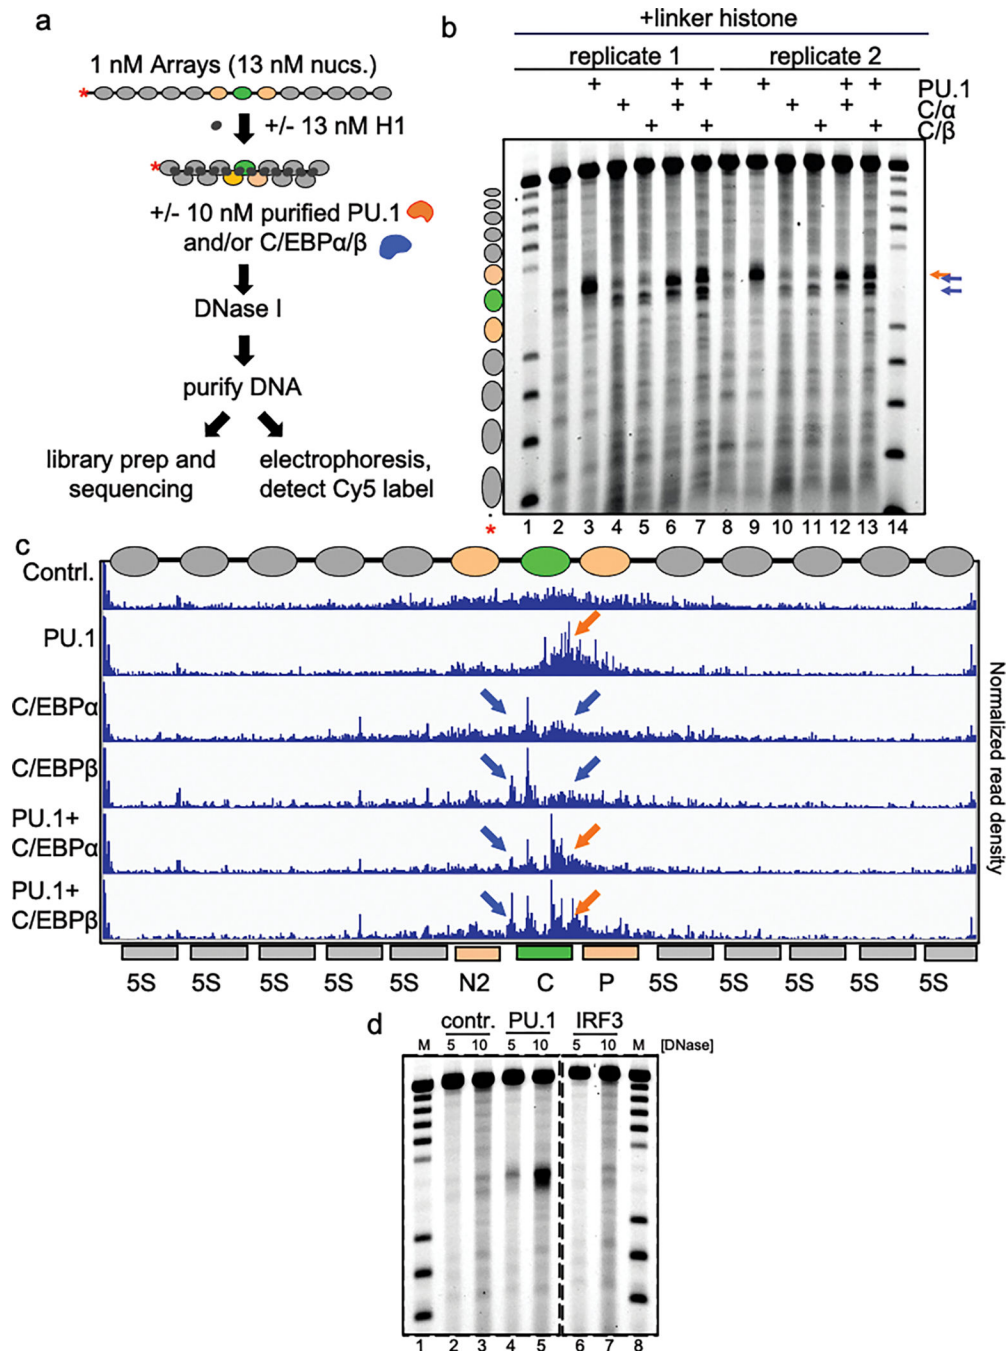 a
1 nM Arrays (13 nM nucs.)
*
+/- 13 nM H1
*
+/- 10 nM purified PU.1
and/or C/EBPα/β
DNase I
purify DNA
library prep and
sequencing
electrophoresis,
detect Cy5 label
b
+linker histone
replicate 1 replicate 2
+ + + + + + PU.1
+ + + + C/α
+ + + + C/β
*
1 2 3 4 5 6 7 8 9 10 11 12 13 14
c
Contrl.
PU.1
C/EBPα
C/EBPβ
PU.1+
C/EBPα
PU.1+
C/EBPβ
Normalized read density
5S 5S 5S 5S 5S N2 C P 5S 5S 5S 5S 5S
d
contr. PU.1 IRF3
M 5 10 5 10 5 10 M [DNase]
1 2 3 4 5 6 7 8